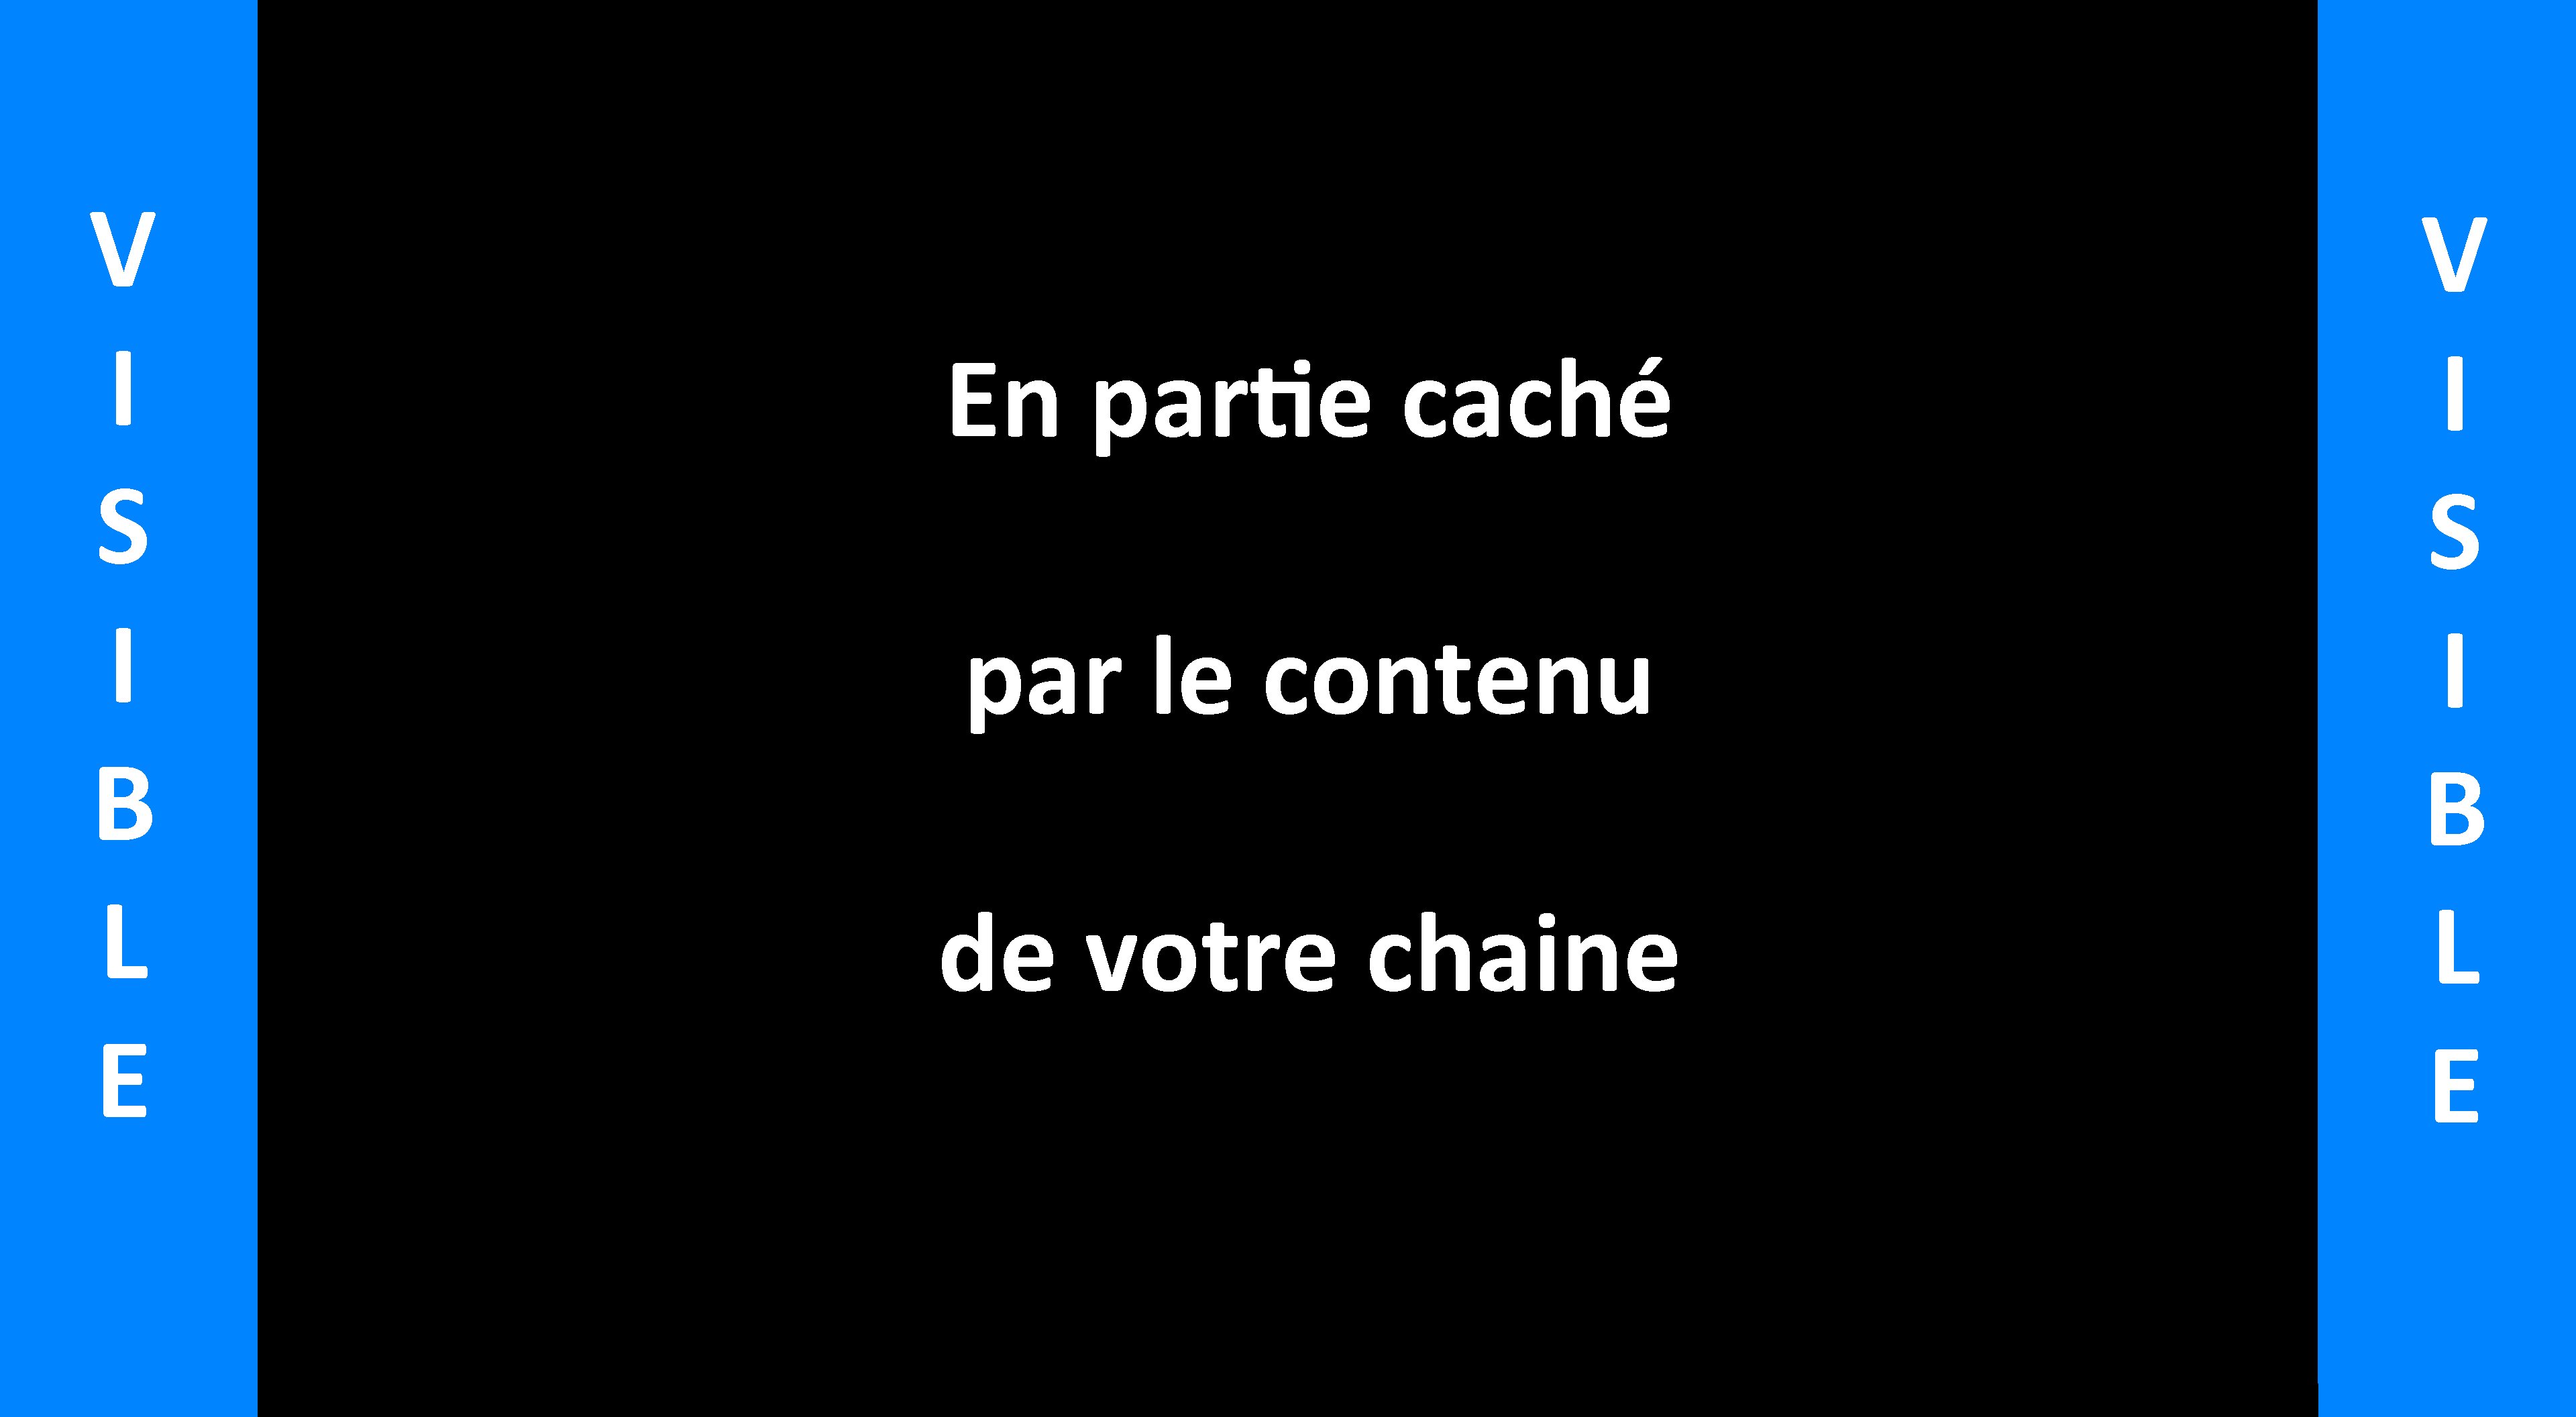 V
I
S
I
B
L
E
En partie caché
par le contenu
de votre chaine
V
I
S
I
B
L
E